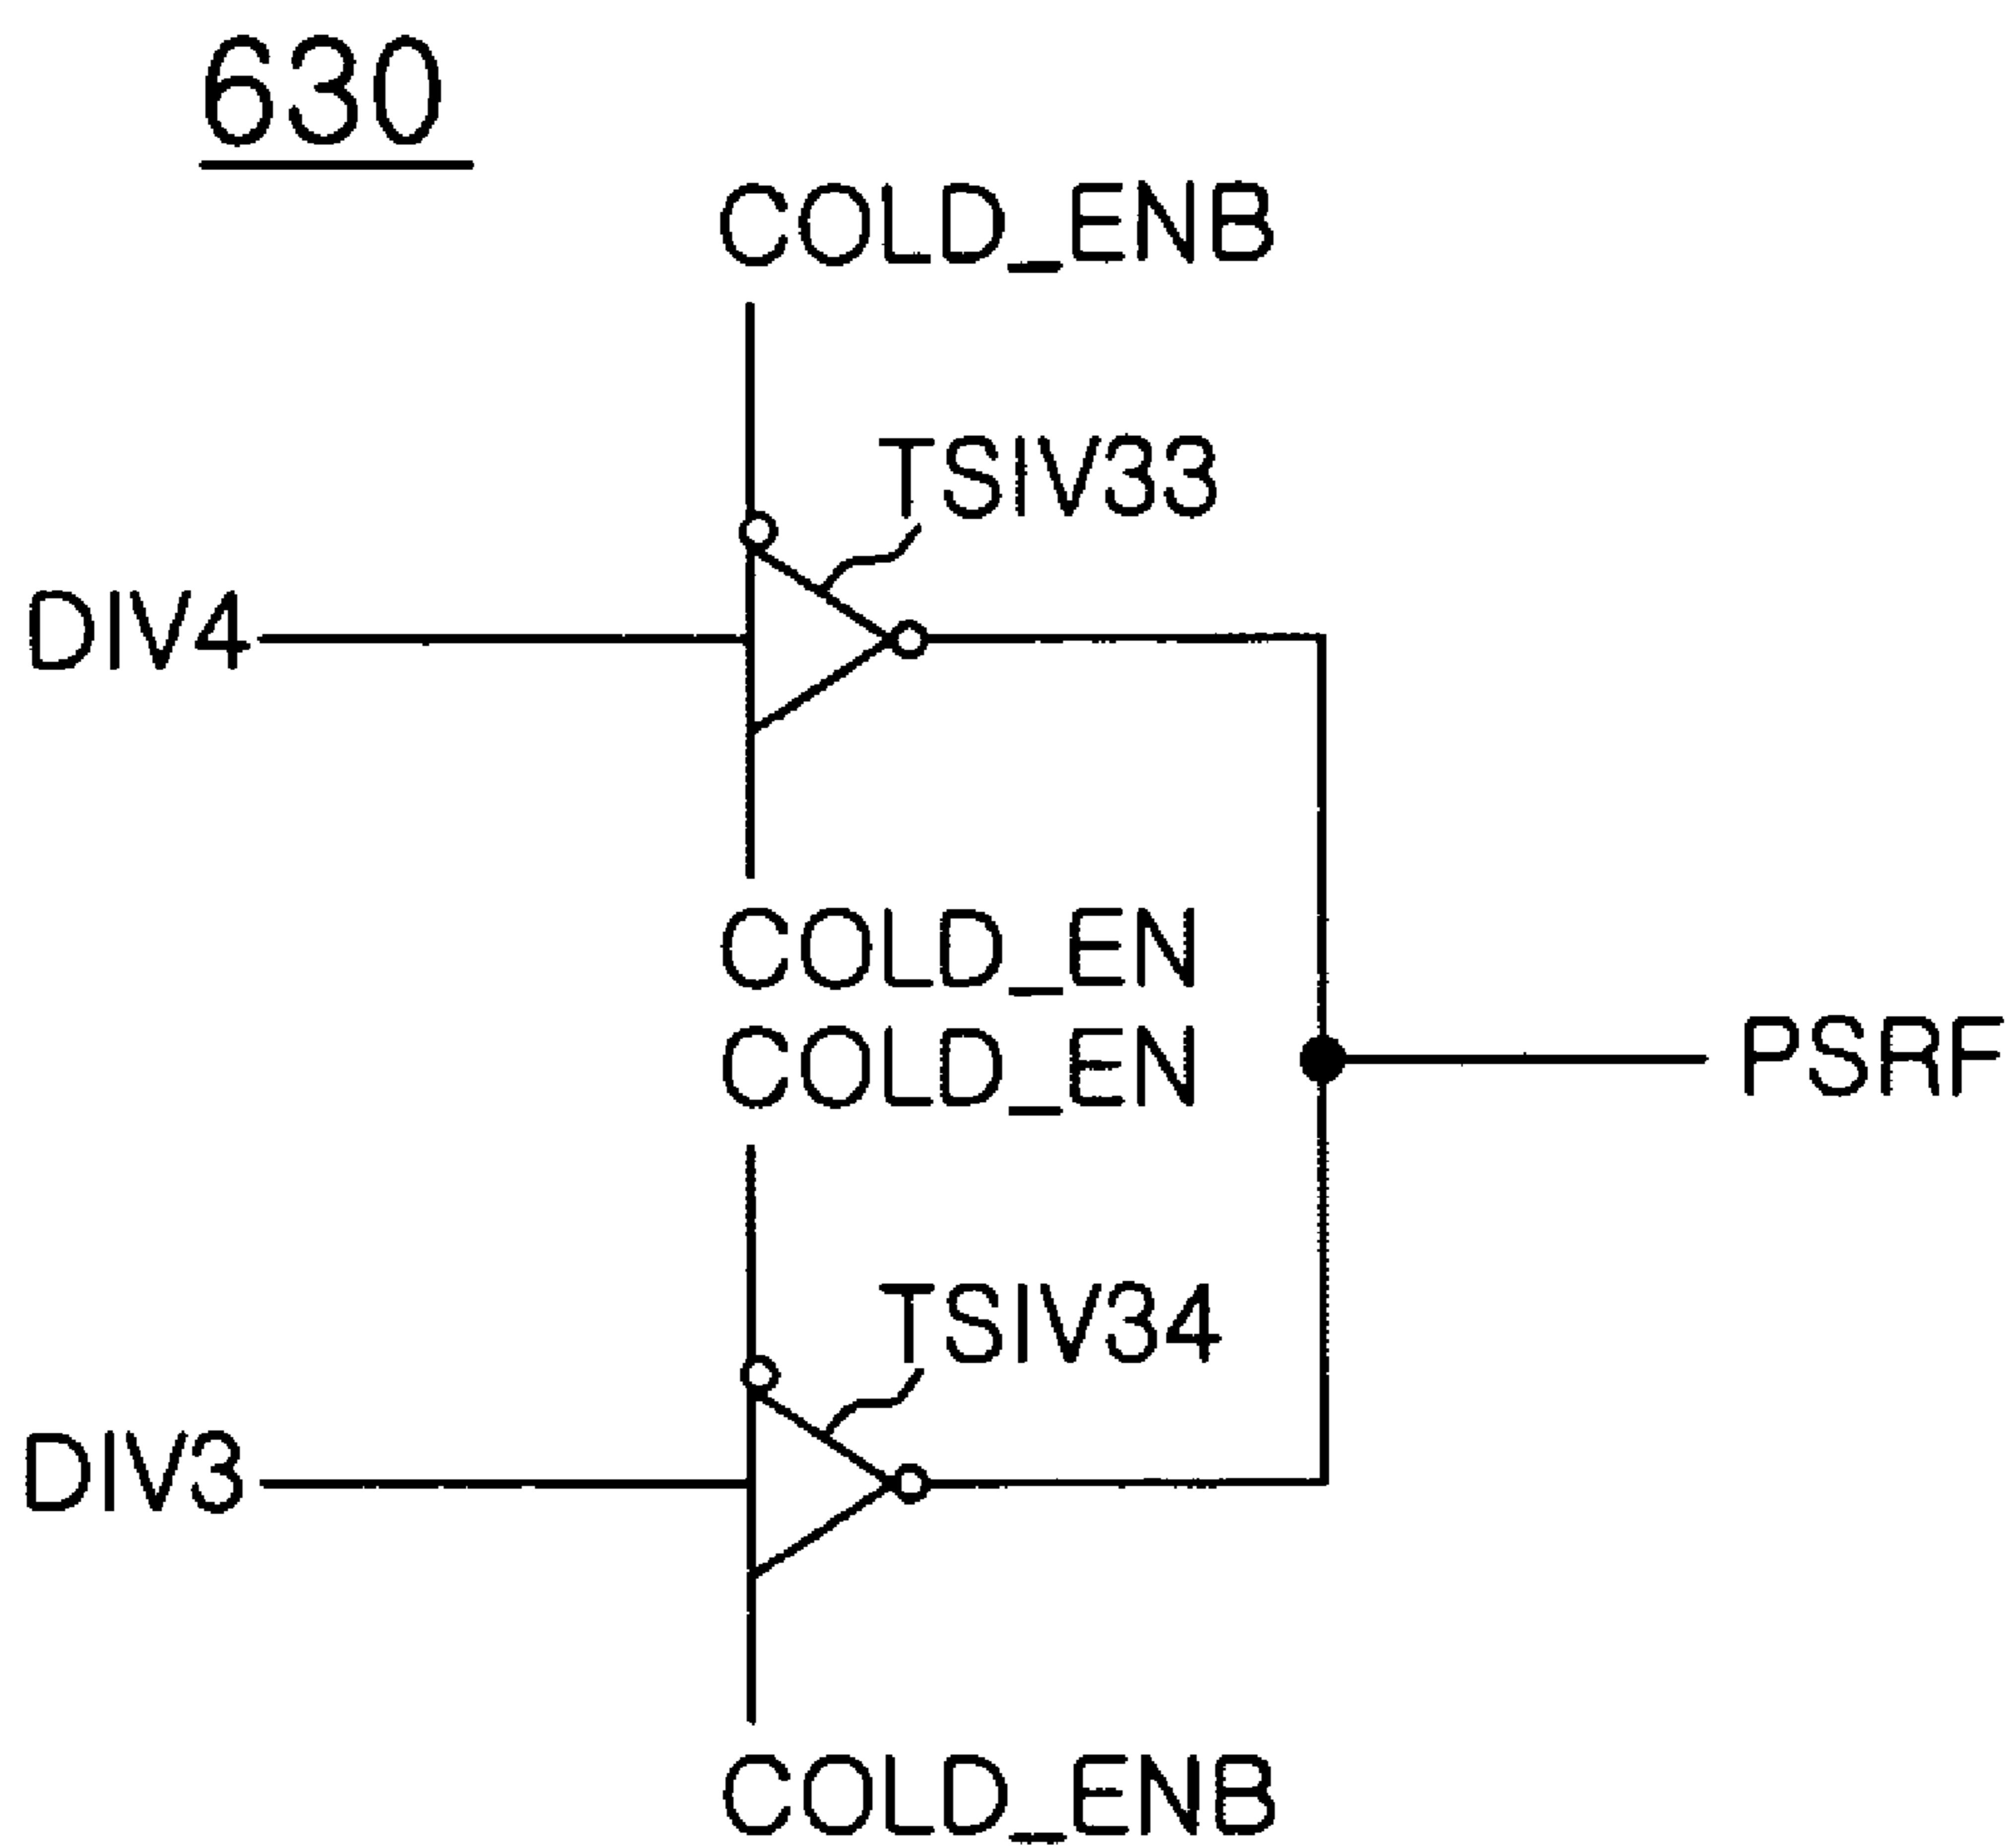 630
COLD_ENB
TSIV33
DIV4
COLD_EN
COLD_EN
PSRF
TSIV34
DIV3
COLD_ENB